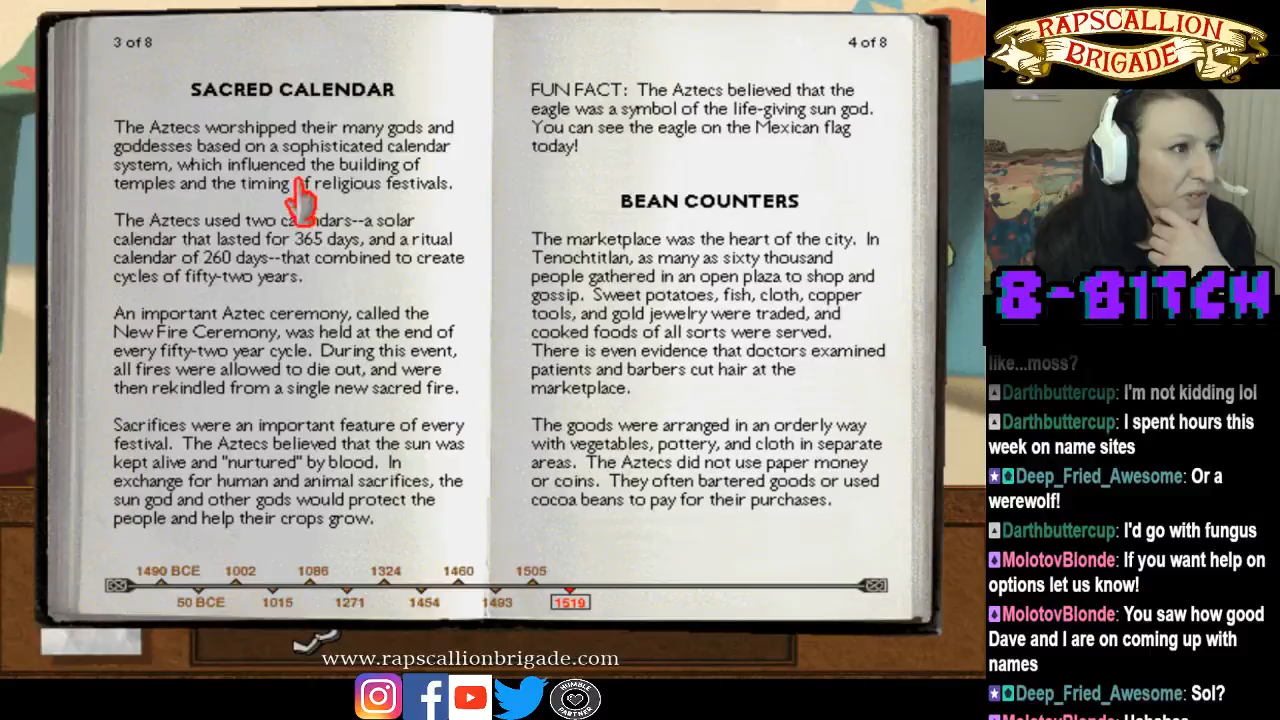 3 of 8
SACRED CALENDAR
The Aztecs worshipped their many gods and
goddesses based on a sophisticated calendar
system, which influenced the building of
temples and the timing of religious festivals.
The Aztecs used two calendars--a solar
calendar that lasted for 365 days, and a ritual
calendar of 260 days--that combined to create
cycles of fifty-two years.
An important Aztec ceremony, called the
New Fire Ceremony, was held at the end of
every fifty-two year cycle. During this event,
all fires were allowed to die out, and were
then rekindled from a single new sacred fire.
Sacrifices were an important feature of every
festival. The Aztecs believed that the sun was
kept alive and "nurtured" by blood. In
exchange for human and animal sacrifices, the
sun god and other gods would protect the
people and help their crops grow.
4 of 8
FUN FACT: The Aztecs believed that the
eagle was a symbol of the life-giving sun god.
You can see the eagle on the Mexican flag
today!
BEAN COUNTERS
The marketplace was the heart of the city. In
Tenochtitlan, as many as sixty thousand
people gathered in an open plaza to shop and
gossip. Sweet potatoes, fish, cloth, copper
tools, and gold jewelry were traded, and
cooked foods of all sorts were served.
There is even evidence that doctors examined
patients and barbers cut hair at the
marketplace.
The goods were arranged in an orderly way
with vegetables, pottery, and cloth in separate
areas. The Aztecs did not use paper money
or coins. They often bartered goods or used
cocoa beans to pay for their purchases.
1490 BCE 1002 1086 1324 1460 1505
50 BCE 1015 1271 1454 1493 1519
www.rapscallionbrigade.com
HUMBLE PARTNER
RAPSCALLION
BRIGADE
8-BITCH
like...moss?
Darthbuttercup: I'm not kidding lol
Darthbuttercup: I spent hours this
week on name sites
Deep_Fried_Awesome: Or a
werewolf!
Darthbuttercup: I'd go with fungus
MolotovBlonde: If you want help on
options let us know!
MolotovBlonde: You saw how good
Dave and I are on coming up with
names
Deep_Fried_Awesome: Sol?